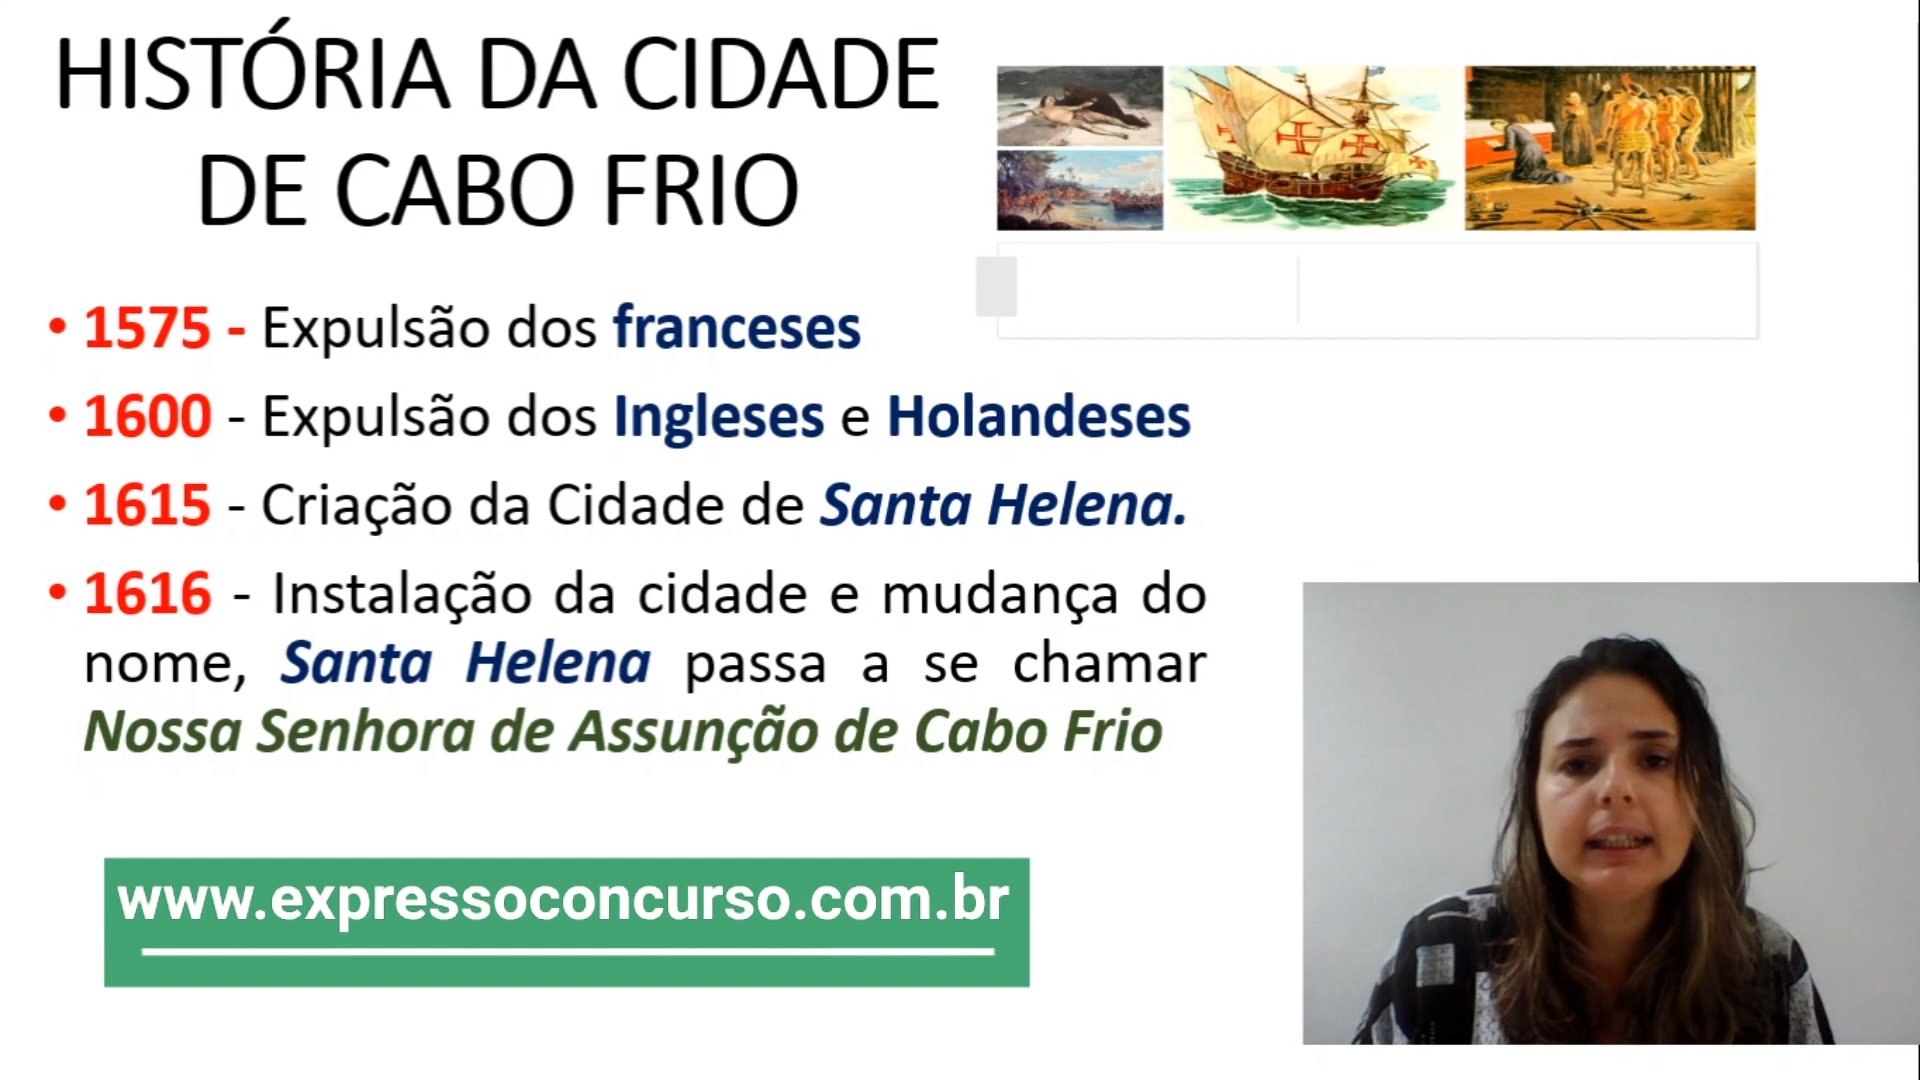 HISTÓRIA DA CIDADE
DE CABO FRIO
• 1575 - Expulsão dos franceses
• 1600 - Expulsão dos Ingleses e Holandeses
• 1615 - Criação da Cidade de Santa Helena.
• 1616 - Instalação da cidade e mudança do
nome, Santa Helena passa a se chamar
Nossa Senhora de Assunção de Cabo Frio
www.expressoconcurso.com.br